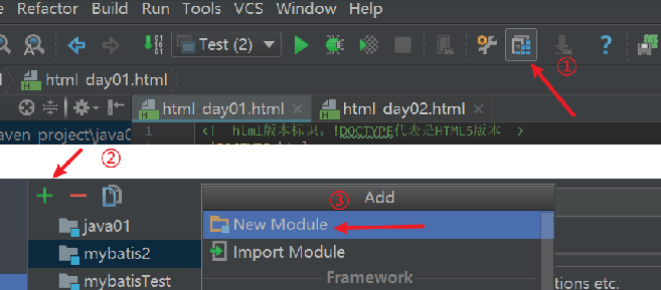 Refactor Build Run Tools VCS Window Help
Test (2)
①
html day01.html
html day01.html html day02.html
aven_project\java0 1 <! html版本标识。!DOCTYPE代表是HTML5版本 >
②
③ Add
java01 New Module
mybatis2 Import Module
Framework
mybatisTest tions etc.